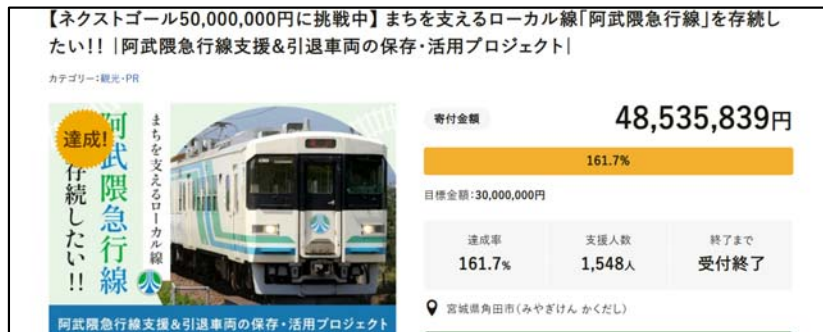 【ネクストゴール50,000,000円に挑戦中】まちを支えるローカル線「阿武隈急行線」を存続し
たい!!|阿武隈急行線支援&引退車両の保存・活用プロジェクト|
カテゴリー:観光・PR
達成!
まちを支えるローカル線
阿武隈急行線
存続したい!!
阿武隈急行線支援&引退車両の保存・活用プロジェクト
寄付金額
48,535,839円
161.7%
目標金額:30,000,000円
達成率
161.7%
支援人数
1,548人
終了まで
受付終了
宮城県角田市(みやぎけん かくだし)